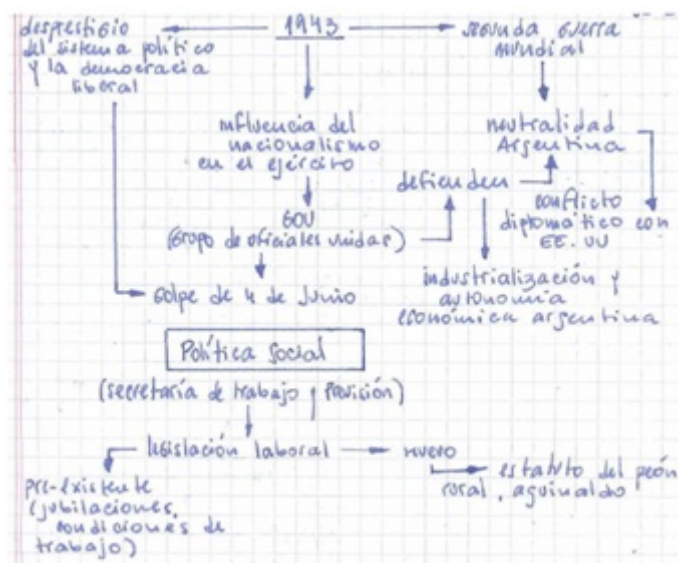 desprestigio
del sistema político
y la democracia
liberal
1943
segunda guerra
mundial
influencia del
nacionalismo
en el ejército
neutralidad
Argentina
defienden
conflicto
diplomático con
EE.UU
GOU
(Grupo de oficiales unidos)
industrialización y
autonomía
económica argentina
Golpe de 4 de Junio
Política Social
(secretaría de trabajo y Previsión)
legislación laboral
nuevo
estatuto del peón
rural, aguinaldo
pre-existente
(jubilaciones,
condiciones de
trabajo)